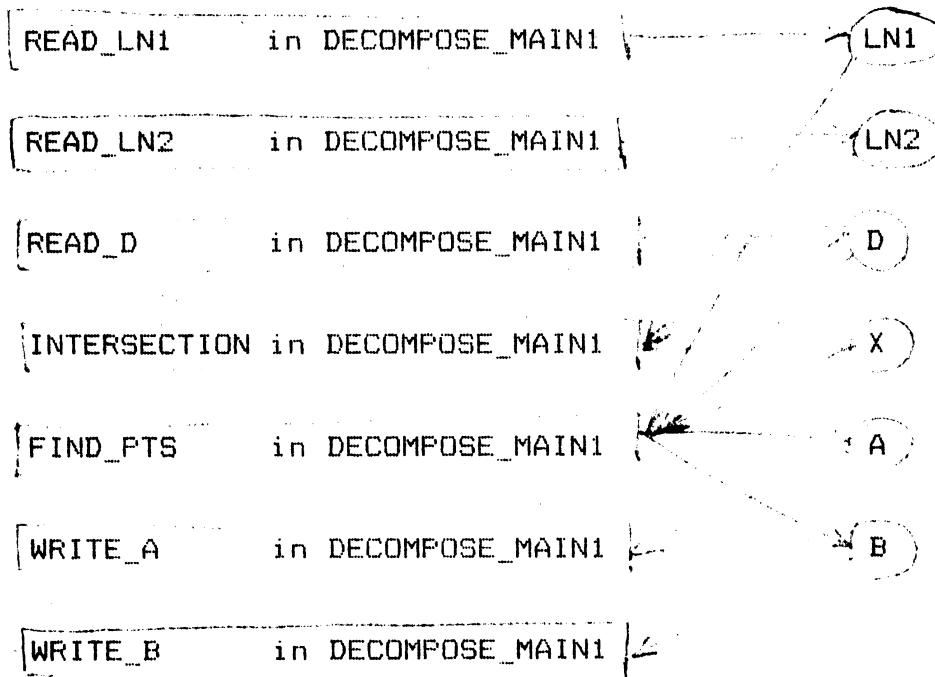 READ_LN1 in DECOMPOSE_MAIN1 LN1
READ_LN2 in DECOMPOSE_MAIN1 LN2
READ_D in DECOMPOSE_MAIN1 D
INTERSECTION in DECOMPOSE_MAIN1 X
FIND_PTS in DECOMPOSE_MAIN1 A
WRITE_A in DECOMPOSE_MAIN1 B
WRITE_B in DECOMPOSE_MAIN1